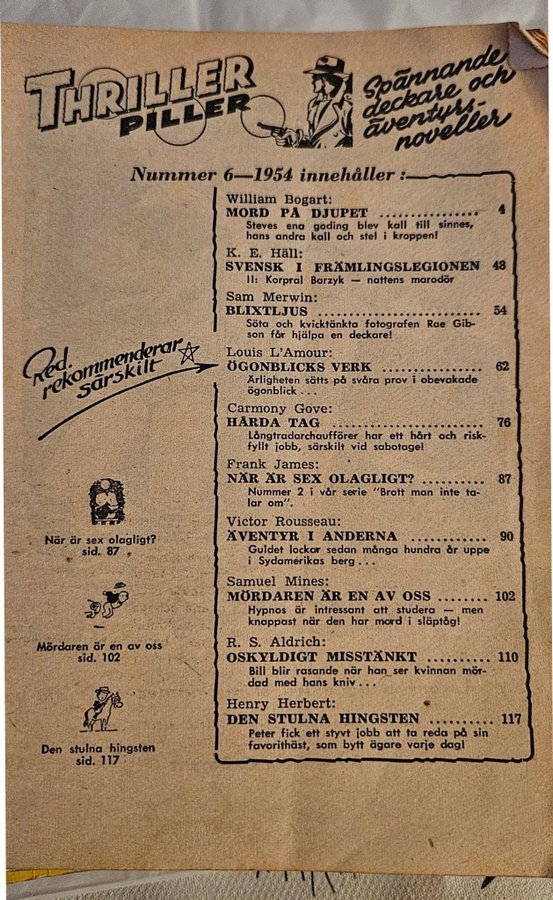 THRILLER
PILLER
Spännande
deckare och
äventyrs-
noveller
Nummer 6—1954 innehåller :
William Bogart:
MORD PÅ DJUPET ................ 4
Steves ena goding blev kall till sinnes,
hans andra kall och stel i kroppen!
K. E. Häll:
SVENSK I FRÄMLINGSLEGIONEN 43
II: Korpral Barzyk — nattens marodör
Sam Merwin:
BLIXTLJUS ........................ 54
Söta och kvicktänkta fotografen Rae Gib-
son får hjälpa en deckare!
Red.
rekommenderar
särskilt
Louis L'Amour:
ÖGONBLICKS VERK ................ 62
Ärligheten sätts på svåra prov i obevakade
ögonblick . . .
Carmony Gove:
HÅRDA TAG ...................... 76
Långtradarchaufförer har ett hårt och risk-
fyllt jobb, särskilt vid sabotage!
Frank James:
NÄR ÄR SEX OLAGLIGT? .......... 87
Nummer 2 i vår serie "Brott man inte ta-
lar om".
Victor Rousseau:
ÄVENTYR I ANDERNA ............ 90
Guldet lockar sedan många hundra år uppe
i Sydamerikas berg . . .
Samuel Mines:
MÖRDAREN ÄR EN AV OSS ........ 102
Hypnos är intressant att studera — men
knappast när den har mord i släptåg!
R. S. Aldrich:
OSKYLDIGT MISSTÄNKT .......... 110
Bill blir rasande när han ser kvinnan mör-
dad med hans kniv . . .
Henry Herbert:
DEN STULNA HINGSTEN .......... 117
Peter fick ett styvt jobb att ta reda på sin
favorithäst, som bytt ägare varje dag!
När är sex olagligt?
sid. 87
Mördaren är en av oss
sid. 102
Den stulna hingsten
sid. 117